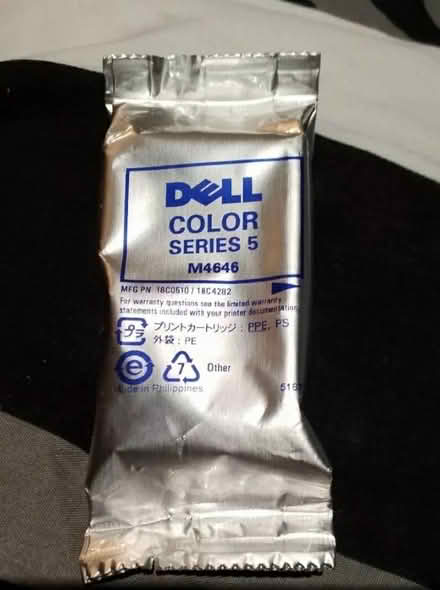 DELL
COLOR
SERIES 5
M4646
MFG PN 18C0510 / 18C4282
For warranty questions see the limited warranty
statements included with your printer documentation.
プラ プリントカートリッジ : PPE, PS
外袋 : PE
e 7 Other
Made in Philippines